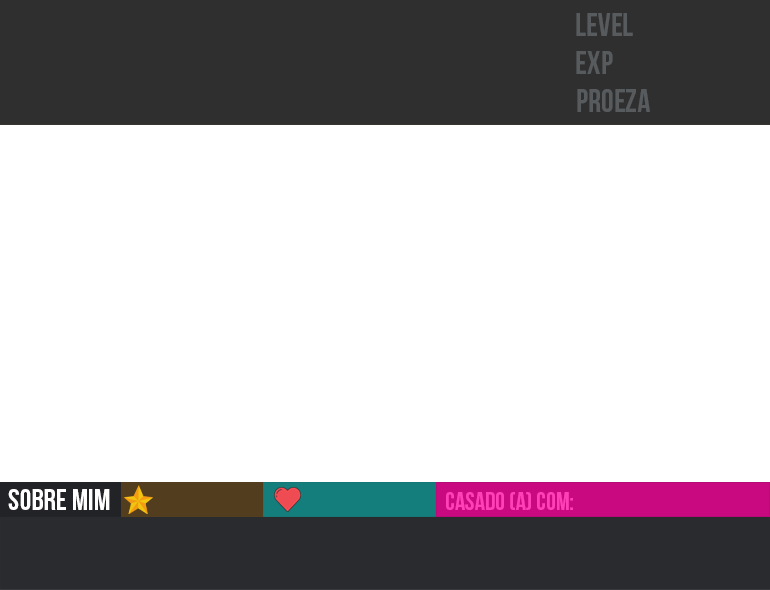 LEVEL
EXP
PROEZA
SOBRE MIM
CASADO (A) COM: